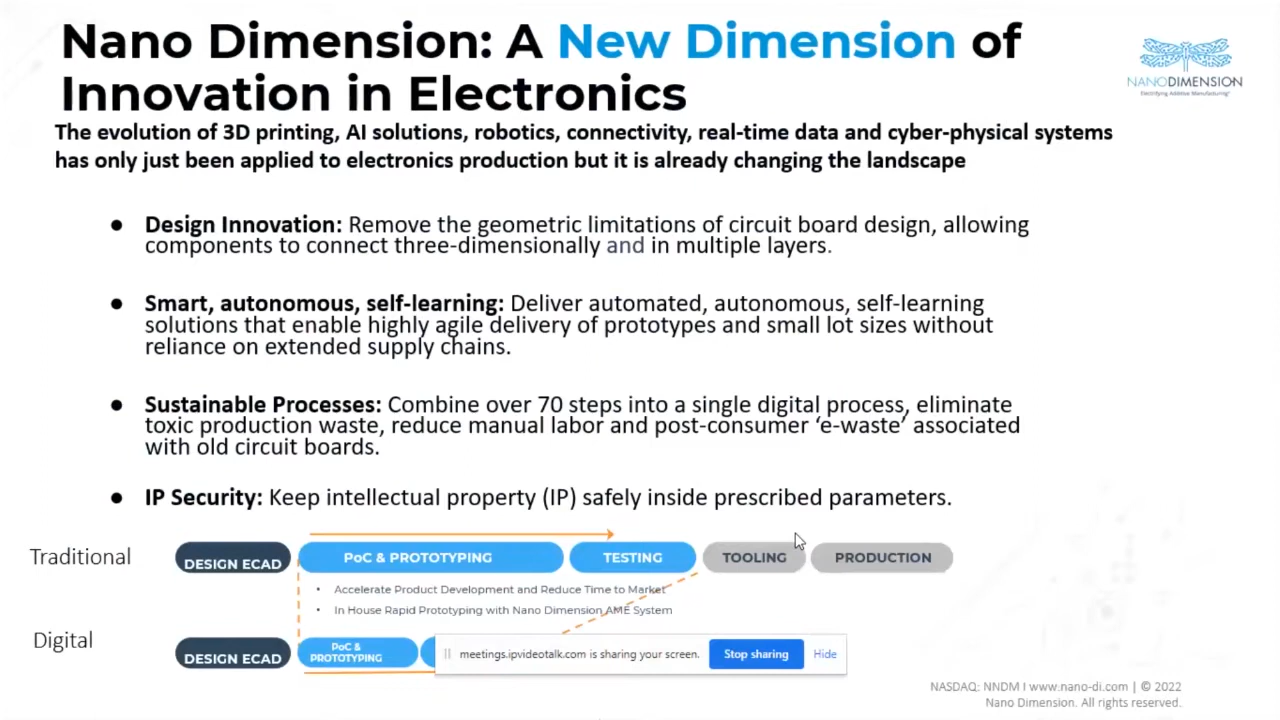 Nano Dimension: A New Dimension of
Innovation in Electronics
NANODIMENSION
Electrifying Additive Manufacturing®
The evolution of 3D printing, AI solutions, robotics, connectivity, real-time data and cyber-physical systems
has only just been applied to electronics production but it is already changing the landscape
● Design Innovation: Remove the geometric limitations of circuit board design, allowing
components to connect three-dimensionally and in multiple layers.
● Smart, autonomous, self-learning: Deliver automated, autonomous, self-learning
solutions that enable highly agile delivery of prototypes and small lot sizes without
reliance on extended supply chains.
● Sustainable Processes: Combine over 70 steps into a single digital process, eliminate
toxic production waste, reduce manual labor and post-consumer ‘e-waste’ associated
with old circuit boards.
● IP Security: Keep intellectual property (IP) safely inside prescribed parameters.
Traditional
DESIGN ECAD
PoC & PROTOTYPING
TESTING
TOOLING
PRODUCTION
• Accelerate Product Development and Reduce Time to Market
• In House Rapid Prototyping with Nano Dimension AME System
Digital
DESIGN ECAD
PoC &
PROTOTYPING
meetings.ipvideotalk.com is sharing your screen.
Stop sharing
Hide
NASDAQ: NNDM I www.nano-di.com | © 2022
Nano Dimension. All rights reserved.